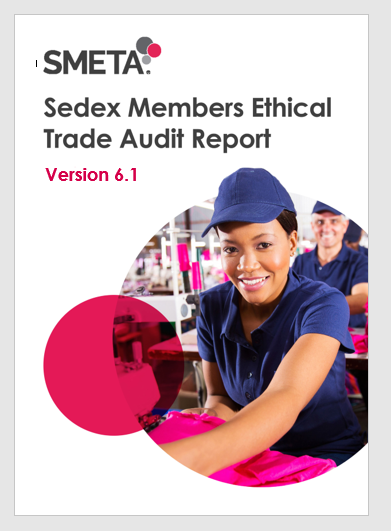 SMETA
Sedex Members Ethical
Trade Audit Report
Version 6.1